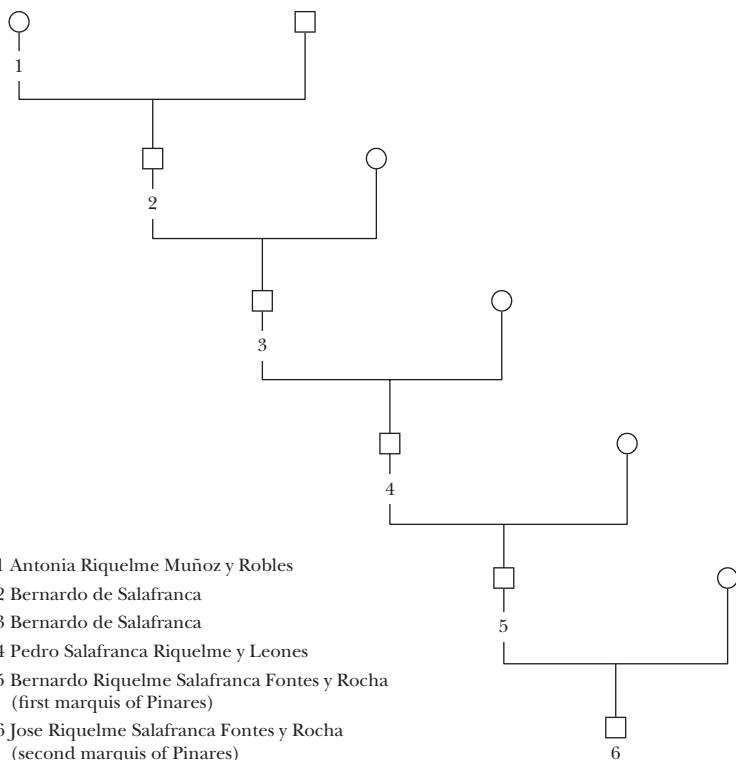 1
2
3
4
5
6
1 Antonia Riquelme Muñoz y Robles
2 Bernardo de Salafranca
3 Bernardo de Salafranca
4 Pedro Salafranca Riquelme y Leones
5 Bernardo Riquelme Salafranca Fontes y Rocha
(first marquis of Pinares)
6 Jose Riquelme Salafranca Fontes y Rocha
(second marquis of Pinares)